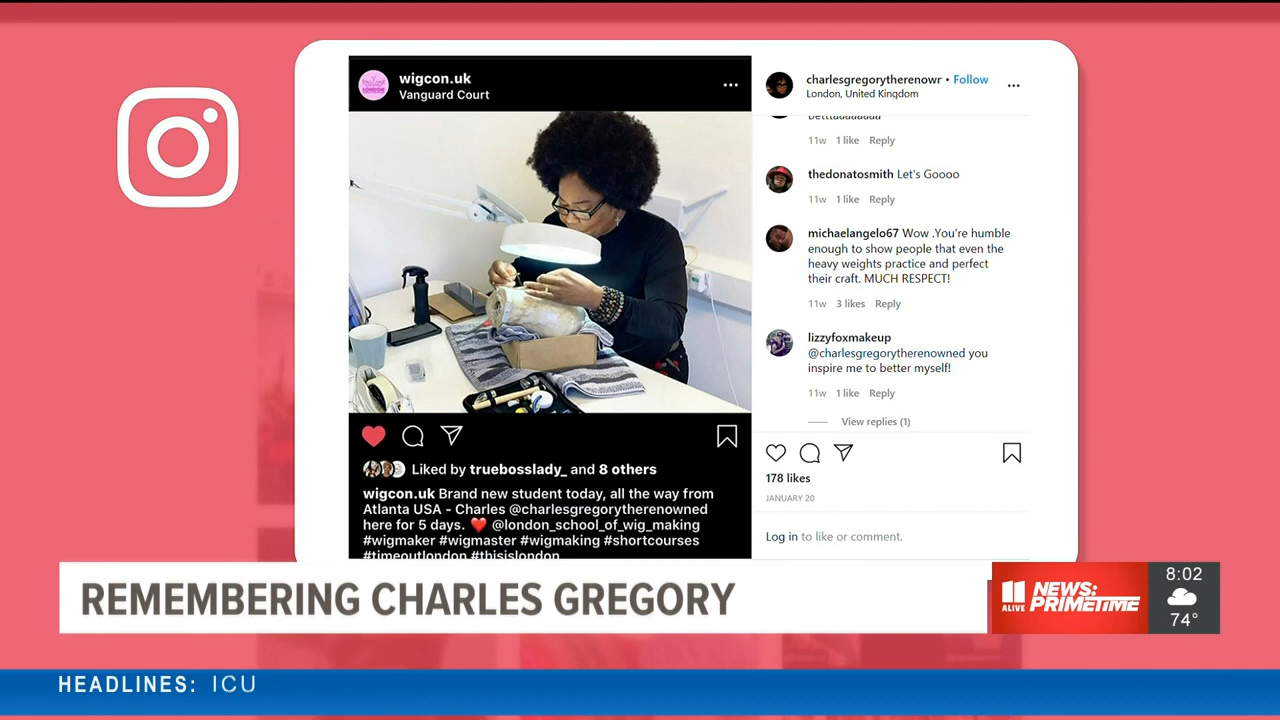 wigcon.uk
Vanguard Court
charlesgregorytherenowr • Follow
London, United Kingdom
Betttaaaaaaaa
11w 1 like Reply
thedonatosmith Let's Goooo
11w 1 like Reply
michaelangelo67 Wow .You're humble
enough to show people that even the
heavy weights practice and perfect
their craft. MUCH RESPECT!
11w 3 likes Reply
lizzyfoxmakeup
@charlesgregorytherenowned you
inspire me to better myself!
11w 1 like Reply
View replies (1)
178 likes
JANUARY 20
Log in to like or comment.
Liked by truebosslady_ and 8 others
wigcon.uk Brand new student today, all the way from
Atlanta USA - Charles @charlesgregorytherenowned
here for 5 days. ❤️ @london_school_of_wig_making
#wigmaker #wigmaster #wigmaking #shortcourses
#timeoutlondon #thisislondon
REMEMBERING CHARLES GREGORY
11 ALIVE NEWS: PRIMETIME
8:02
74°
HEADLINES: ICU